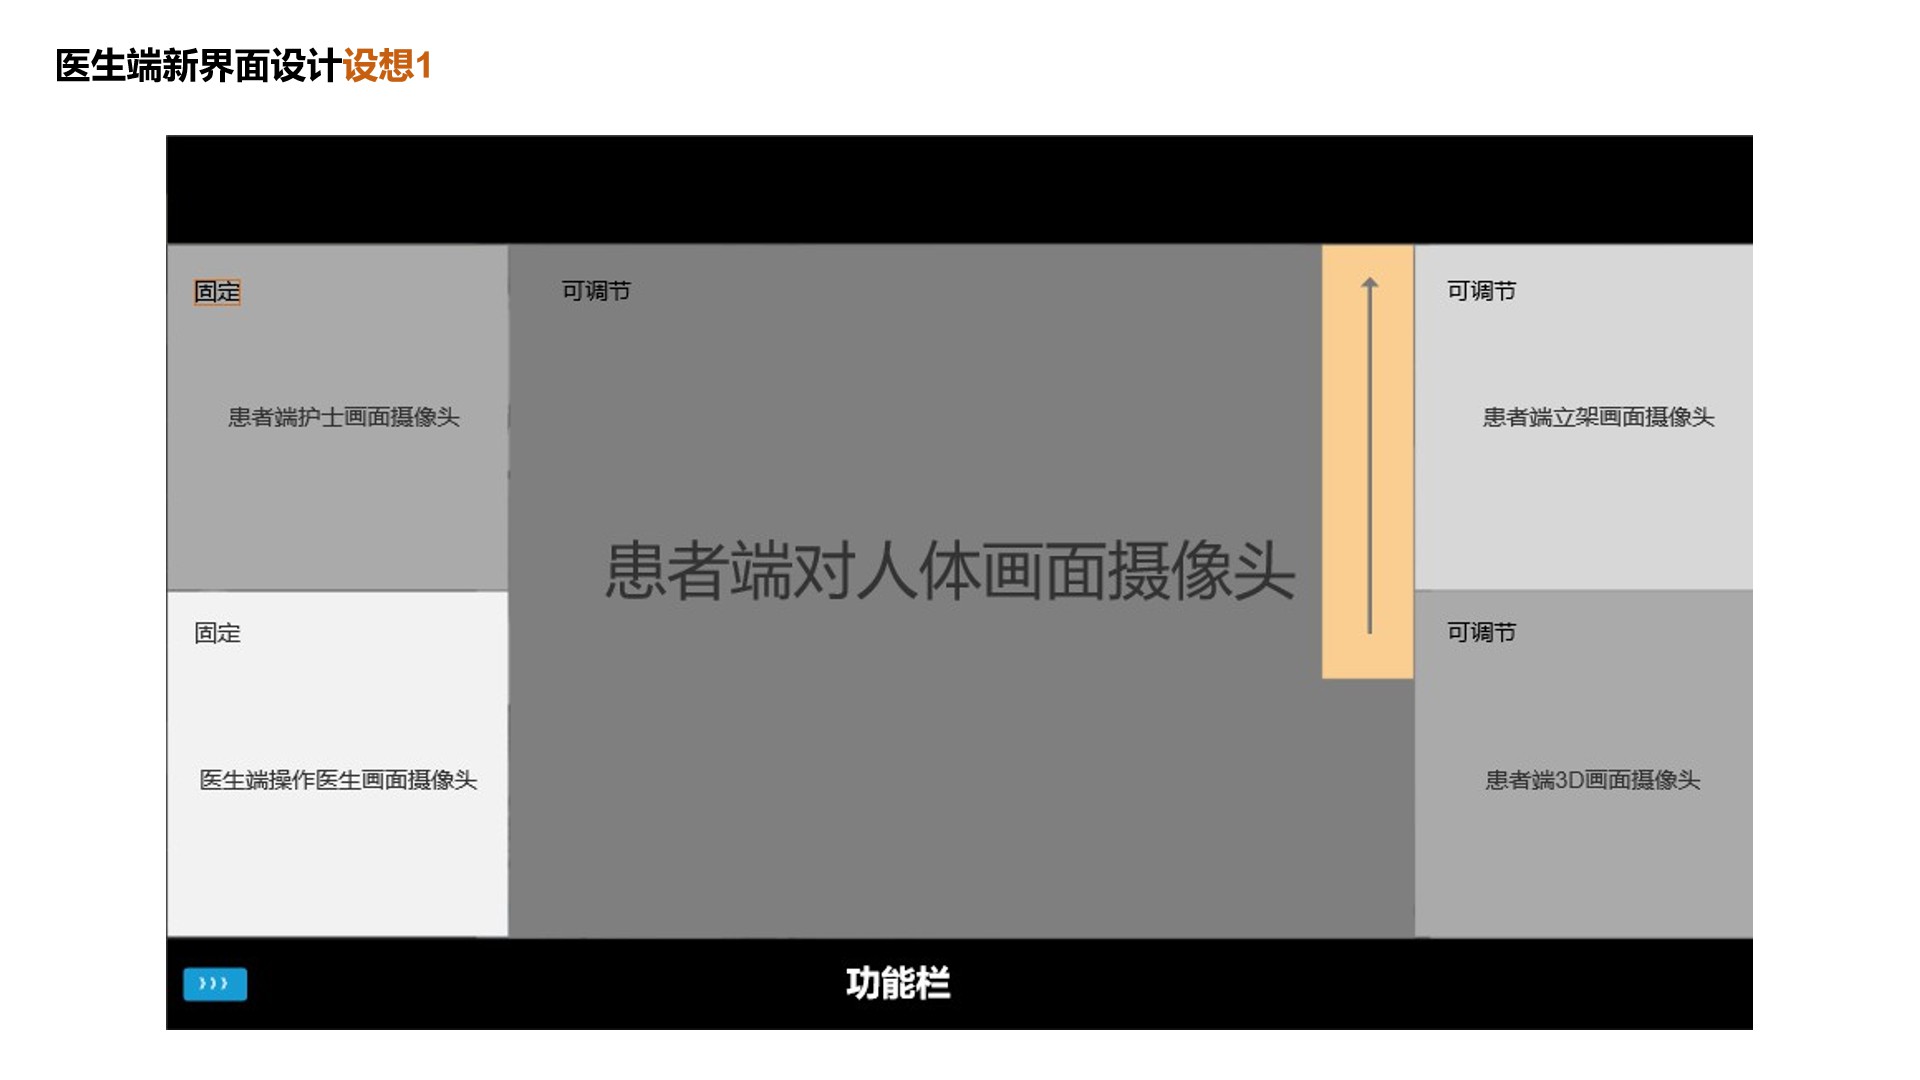 医生端新界面设计设想1
固定
患者端护士画面摄像头
固定
医生端操作医生画面摄像头
可调节
患者端对人体画面摄像头
可调节
患者端立架画面摄像头
可调节
患者端3D画面摄像头
功能栏